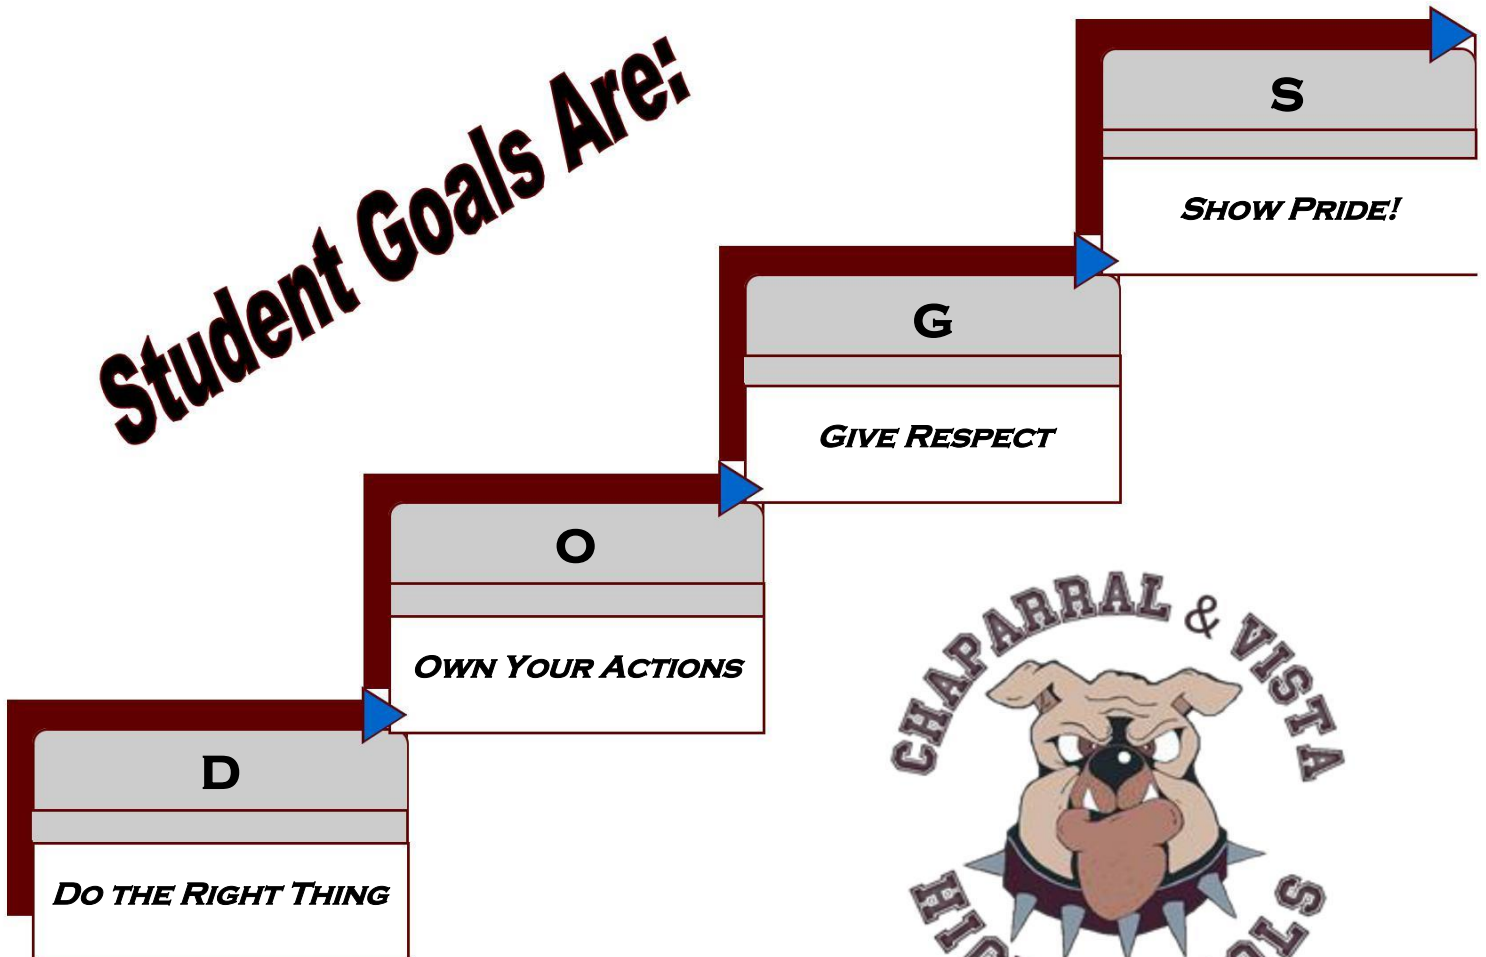 Student Goals Are:
S
Show Pride!
G
Give Respect
O
Own Your Actions
D
Do the Right Thing
CHAPARRAL & VISTA